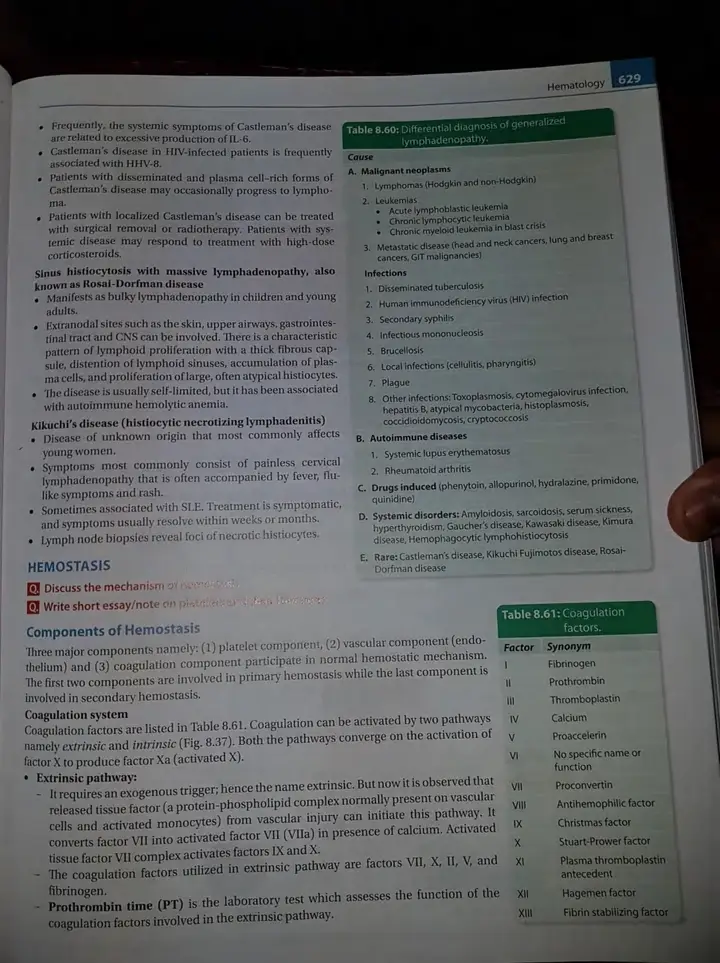 Hematology 629
• Frequently, the systemic symptoms of Castleman's disease
are related to excessive production of IL-6.
• Castleman's disease in HIV-infected patients is frequently
associated with HHV-8.
• Patients with disseminated and plasma cell-rich forms of
Castleman's disease may occasionally progress to lympho-
ma.
• Patients with localized Castleman's disease can be treated
with surgical removal or radiotherapy. Patients with sys-
temic disease may respond to treatment with high-dose
corticosteroids.
Sinus histiocytosis with massive lymphadenopathy, also
known as Rosai-Dorfman disease
• Manifests as bulky lymphadenopathy in children and young
adults.
• Extranodal sites such as the skin, upper airways, gastrointes-
tinal tract and CNS can be involved. There is a characteristic
pattern of lymphoid proliferation with a thick fibrous cap-
sule, distention of lymphoid sinuses, accumulation of plas-
ma cells, and proliferation of large, often atypical histiocytes.
• The disease is usually self-limited, but it has been associated
with autoimmune hemolytic anemia.
Kikuchi's disease (histiocytic necrotizing lymphadenitis)
• Disease of unknown origin that most commonly affects
young women.
• Symptoms most commonly consist of painless cervical
lymphadenopathy that is often accompanied by fever, flu-
like symptoms and rash.
• Sometimes associated with SLE. Treatment is symptomatic,
and symptoms usually resolve within weeks or months.
• Lymph node biopsies reveal foci of necrotic histiocytes.
Table 8.60: Differential diagnosis of generalized
lymphadenopathy.
Cause
A. Malignant neoplasms
1. Lymphomas (Hodgkin and non-Hodgkin)
2. Leukemias
• Acute lymphoblastic leukemia
• Chronic lymphocytic leukemia
• Chronic myeloid leukemia in blast crisis
3. Metastatic disease (head and neck cancers, lung and breast
cancers, GIT malignancies)
Infections
1. Disseminated tuberculosis
2. Human immunodeficiency virus (HIV) infection
3. Secondary syphilis
4. Infectious mononucleosis
5. Brucellosis
6. Local infections (cellulitis, pharyngitis)
7. Plague
8. Other infections: Toxoplasmosis, cytomegalovirus infection,
hepatitis B, atypical mycobacteria, histoplasmosis,
coccidioidomycosis, cryptococcosis
B. Autoimmune diseases
1. Systemic lupus erythematosus
2. Rheumatoid arthritis
C. Drugs induced (phenytoin, allopurinol, hydralazine, primidone,
quinidine)
D. Systemic disorders: Amyloidosis, sarcoidosis, serum sickness,
hyperthyroidism, Gaucher's disease, Kawasaki disease, Kimura
disease, Hemophagocytic lymphohistiocytosis
E. Rare: Castleman's disease, Kikuchi Fujimotos disease, Rosai-
Dorfman disease
HEMOSTASIS
Q. Discuss the mechanism of
Q. Write short essay/note on
Components of Hemostasis
Three major components namely: (1) platelet component, (2) vascular component (endo-
thelium) and (3) coagulation component participate in normal hemostatic mechanism.
The first two components are involved in primary hemostasis while the last component is
involved in secondary hemostasis.
Coagulation system
Coagulation factors are listed in Table 8.61. Coagulation can be activated by two pathways
namely extrinsic and intrinsic (Fig. 8.37). Both the pathways converge on the activation of
factor X to produce factor Xa (activated X).
• Extrinsic pathway:
– It requires an exogenous trigger; hence the name extrinsic. But now it is observed that
released tissue factor (a protein-phospholipid complex normally present on vascular
cells and activated monocytes) from vascular injury can initiate this pathway. It
converts factor VII into activated factor VII (VIIa) in presence of calcium. Activated
tissue factor VII complex activates factors IX and X.
– The coagulation factors utilized in extrinsic pathway are factors VII, X, II, V, and
fibrinogen.
– Prothrombin time (PT) is the laboratory test which assesses the function of the
coagulation factors involved in the extrinsic pathway.
Table 8.61: Coagulation
factors.
Factor Synonym
I Fibrinogen
II Prothrombin
III Thromboplastin
IV Calcium
V Proaccelerin
VI No specific name or
function
VII Proconvertin
VIII Antihemophilic factor
IX Christmas factor
X Stuart-Prower factor
XI Plasma thromboplastin
antecedent
XII Hagemen factor
XIII Fibrin stabilizing factor